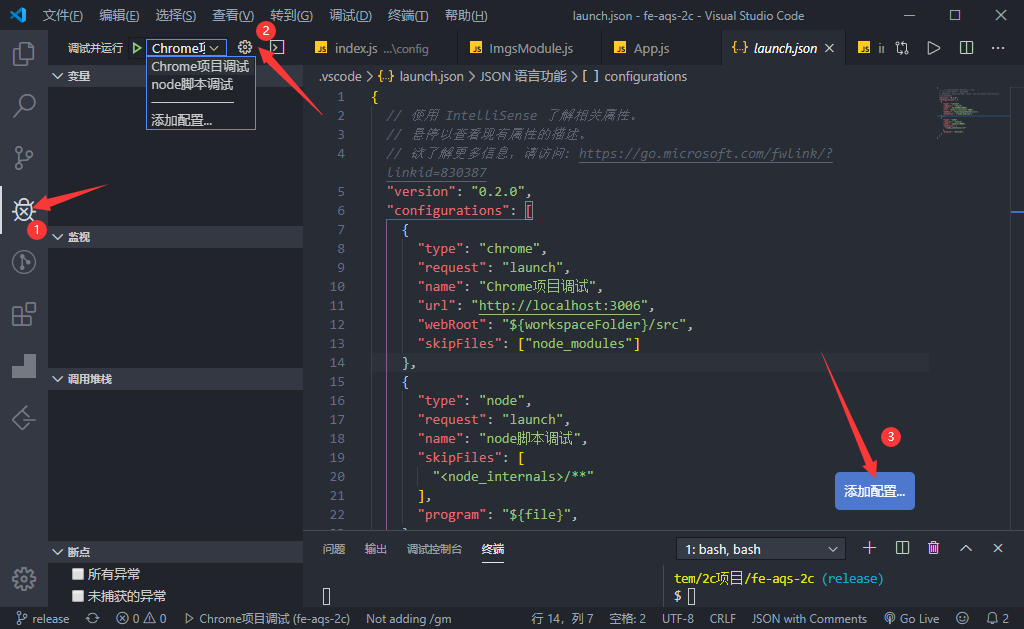 文件(F) 编辑(E) 选择(S) 查看(V) 转到(G) 调试(D) 终端(T) 帮助(H) launch.json - fe-aqs-2c - Visual Studio Code
调试并运行 Chrome项 2
Chrome项目调试
node脚本调试
添加配置...
变量
1
监视
调用堆栈
断点
所有异常
未捕获的异常
JS index.js ...\config JS ImgsModule.js JS App.js {··} launch.json JS
.vscode > {··} launch.json > JSON 语言功能 > [ ] configurations
1 {
2 // 使用 IntelliSense 了解相关属性。
3 // 悬停以查看现有属性的描述。
4 // 欲了解更多信息，请访问: https://go.microsoft.com/fwlink/?
linkid=830387
5 "version": "0.2.0",
6 "configurations": [
7 {
8 "type": "chrome",
9 "request": "launch",
10 "name": "Chrome项目调试",
11 "url": "http://localhost:3006",
12 "webRoot": "${workspaceFolder}/src",
13 "skipFiles": ["node_modules"]
14 },
15 {
16 "type": "node",
17 "request": "launch",
18 "name": "node脚本调试",
19 "skipFiles": [
20 "<node_internals>/**"
21 ],
22 "program": "${file}",
3
添加配置...
问题 输出 调试控制台 终端 1: bash, bash
tem/2c项目/fe-aqs-2c (release)
$
release 0 0 Chrome项目调试 (fe-aqs-2c) Not adding /gm 行 14，列 7 空格: 2 UTF-8 CRLF JSON with Comments Go Live 2